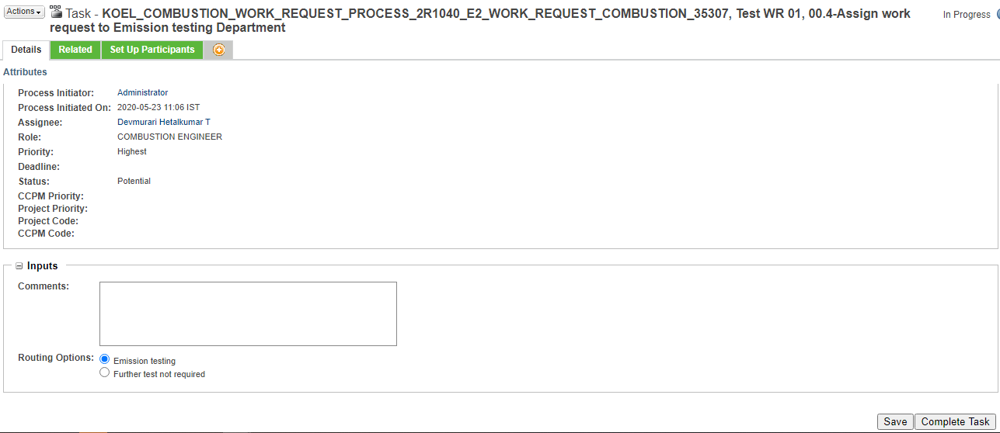 Actions
Task - KOEL_COMBUSTION_WORK_REQUEST_PROCESS_2R1040_E2_WORK_REQUEST_COMBUSTION_35307, Test WR 01, 00.4-Assign work
request to Emission testing Department
In Progress
Details
Related
Set Up Participants
Attributes
Process Initiator: Administrator
Process Initiated On: 2020-05-23 11:06 IST
Assignee: Devmurari Hetalkumar T
Role: COMBUSTION ENGINEER
Priority: Highest
Deadline:
Status: Potential
CCPM Priority:
Project Priority:
Project Code:
CCPM Code:
Inputs
Comments:
Routing Options: Emission testing
Further test not required
Save
Complete Task